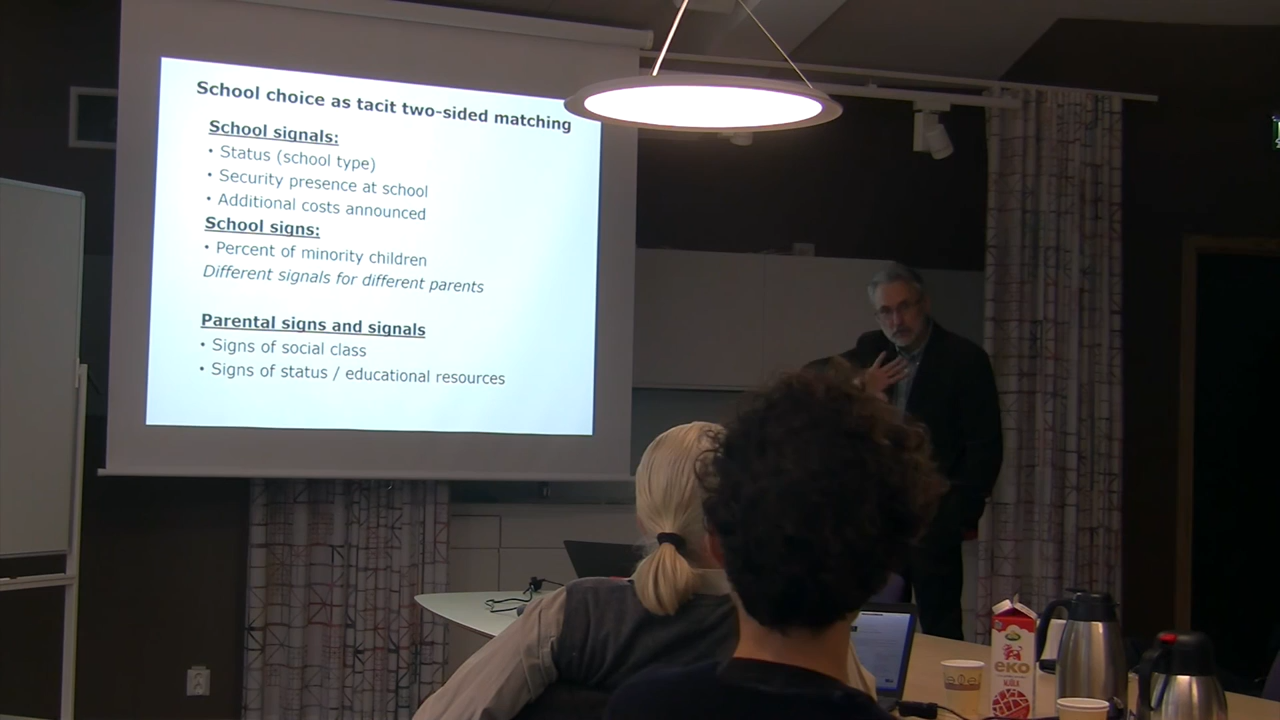 School choice as tacit two-sided matching
School signals:
• Status (school type)
• Security presence at school
• Additional costs announced
School signs:
• Percent of minority children
Different signals for different parents
Parental signs and signals
• Signs of social class
• Signs of status / educational resources
eko